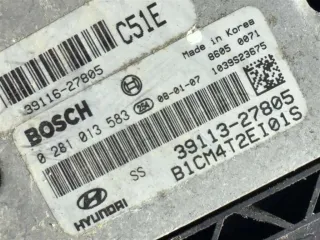 C51E
39116-27805
Made in Korea
8605 0071
1039S23675
BOSCH
0 281 013 583 08-01-07
39113-27805
B1CM4T2EI01S
SS
HYUNDAI